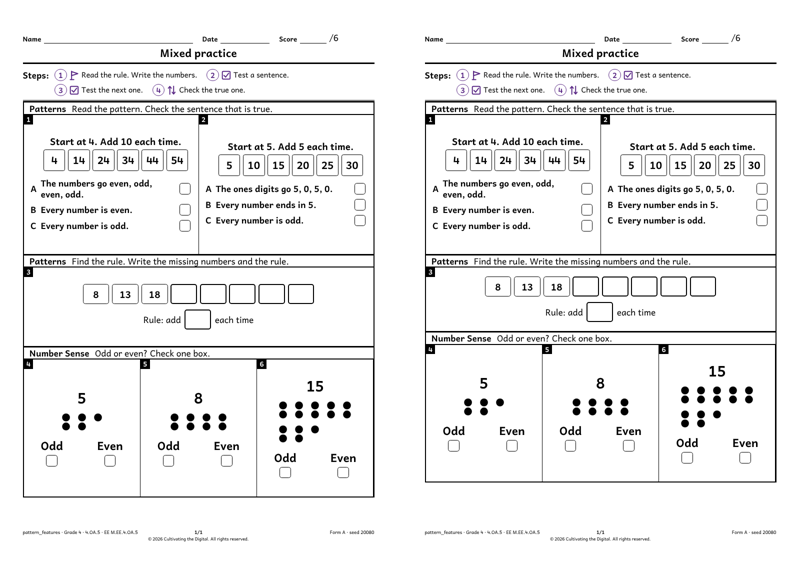 Name Date Score /6
Mixed practice
Steps: 1 Read the rule. Write the numbers. 2 Test a sentence.
3 Test the next one. 4 Check the true one.
Patterns Read the pattern. Check the sentence that is true.
1
Start at 4. Add 10 each time.
4 14 24 34 44 54
A The numbers go even, odd,
even, odd.
B Every number is even.
C Every number is odd.
2
Start at 5. Add 5 each time.
5 10 15 20 25 30
A The ones digits go 5, 0, 5, 0.
B Every number ends in 5.
C Every number is odd.
Patterns Find the rule. Write the missing numbers and the rule.
3
8 13 18
Rule: add each time
Number Sense Odd or even? Check one box.
4
5
Odd Even
5
8
Odd Even
6
15
Odd Even
pattern_features · Grade 4 · 4.OA.5 · EE M.EE.4.OA.5 1/1 Form A · seed 20080
© 2026 Cultivating the Digital. All rights reserved.
Name Date Score /6
Mixed practice
Steps: 1 Read the rule. Write the numbers. 2 Test a sentence.
3 Test the next one. 4 Check the true one.
Patterns Read the pattern. Check the sentence that is true.
1
Start at 4. Add 10 each time.
4 14 24 34 44 54
A The numbers go even, odd,
even, odd.
B Every number is even.
C Every number is odd.
2
Start at 5. Add 5 each time.
5 10 15 20 25 30
A The ones digits go 5, 0, 5, 0.
B Every number ends in 5.
C Every number is odd.
Patterns Find the rule. Write the missing numbers and the rule.
3
8 13 18
Rule: add each time
Number Sense Odd or even? Check one box.
4
5
Odd Even
5
8
Odd Even
6
15
Odd Even
pattern_features · Grade 4 · 4.OA.5 · EE M.EE.4.OA.5 1/1 Form A · seed 20080
© 2026 Cultivating the Digital. All rights reserved.